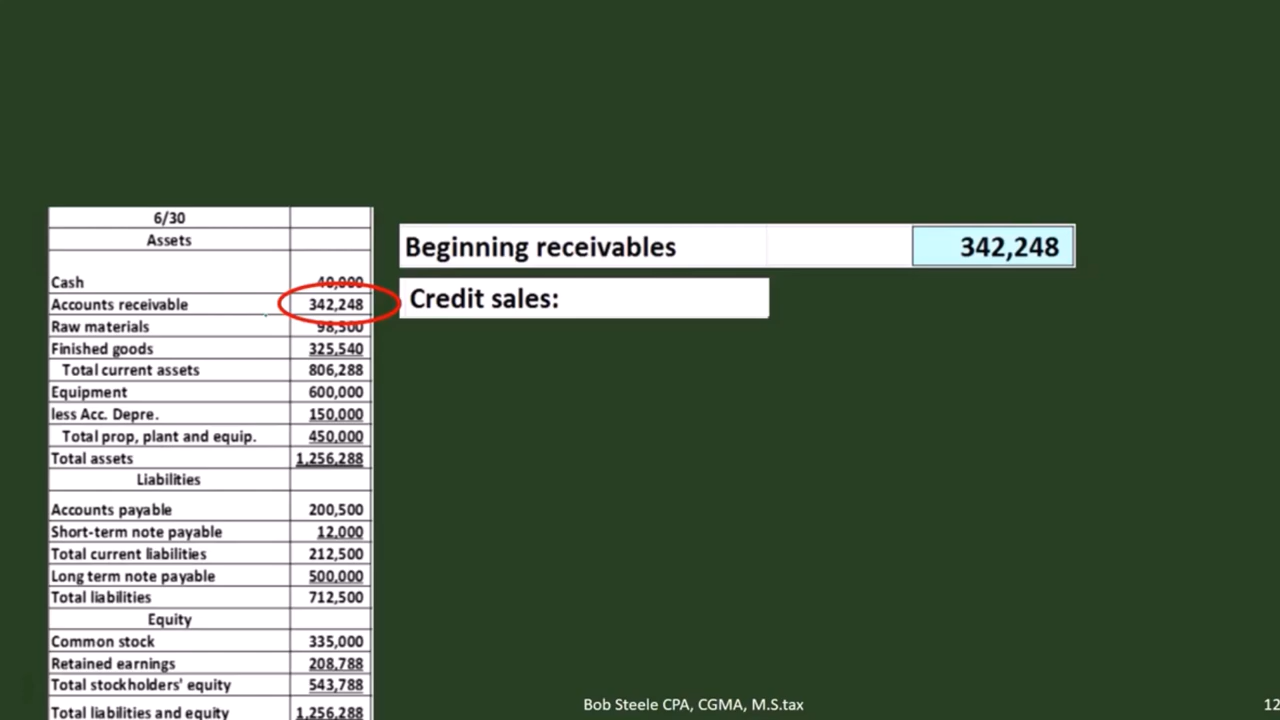 6/30
Assets
Cash 40,000
Accounts receivable 342,248
Raw materials 98,500
Finished goods 325,540
Total current assets 806,288
Equipment 600,000
less Acc. Depre. 150,000
Total prop, plant and equip. 450,000
Total assets 1,256,288
Liabilities
Accounts payable 200,500
Short-term note payable 12,000
Total current liabilities 212,500
Long term note payable 500,000
Total liabilities 712,500
Equity
Common stock 335,000
Retained earnings 208,788
Total stockholders' equity 543,788
Total liabilities and equity 1,256,288
Beginning receivables 342,248
Credit sales:
Bob Steele CPA, CGMA, M.S.tax
12